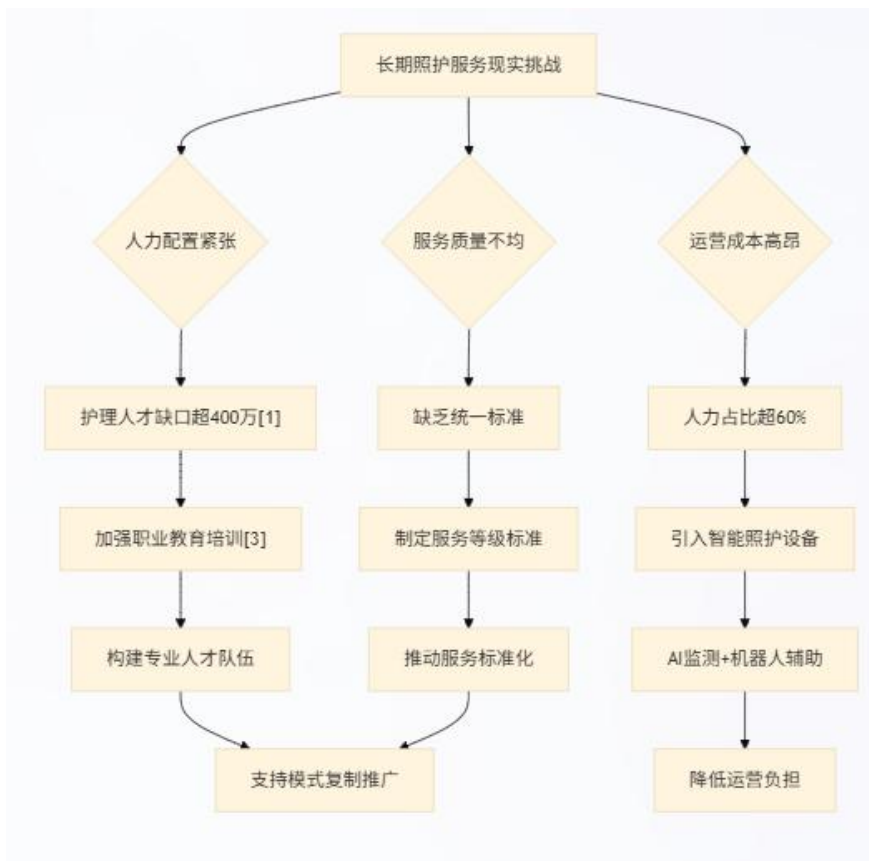 长期照护服务现实挑战
人力配置紧张
服务质量不均
运营成本高昂
护理人才缺口超400万[1]
缺乏统一标准
人力占比超60%
加强职业教育培训[3]
制定服务等级标准
引入智能照护设备
构建专业人才队伍
推动服务标准化
AI监测+机器人辅助
支持模式复制推广
降低运营负担